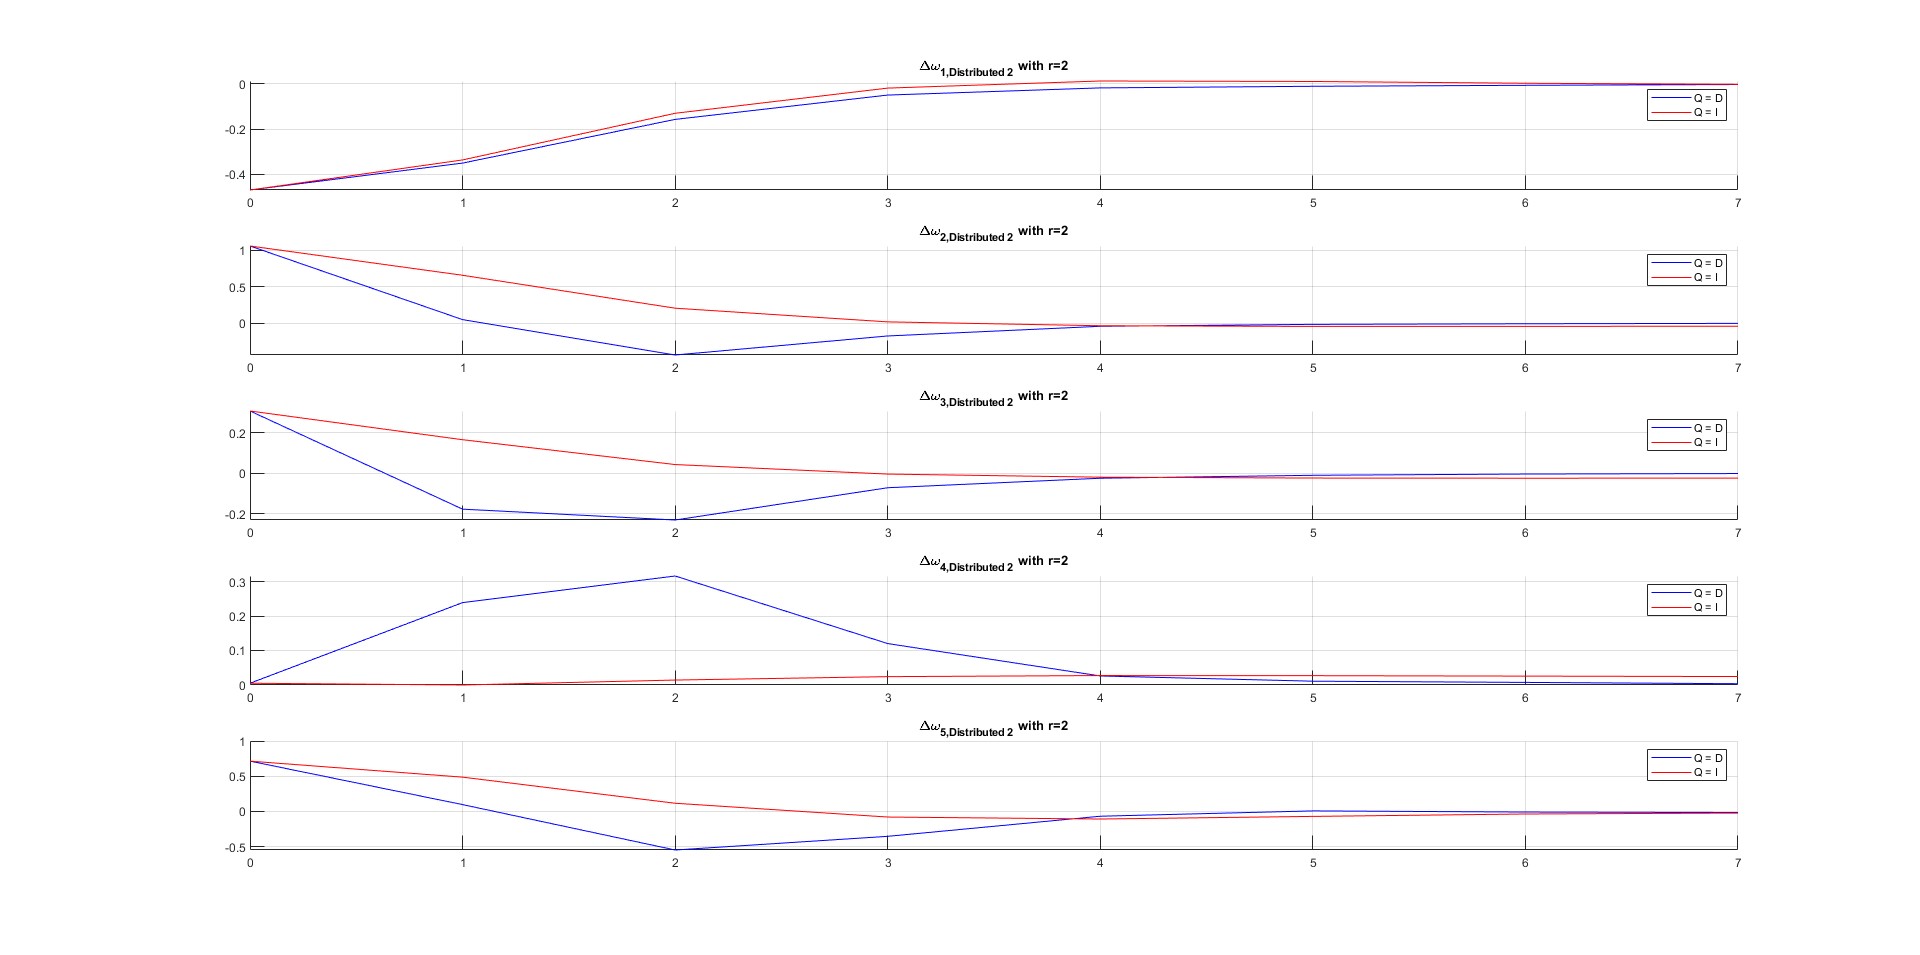 Δω1,Distributed 2 with r=2
0
-0.2
-0.4
Q = D
Q = I
0 1 2 3 4 5 6 7
Δω2,Distributed 2 with r=2
1
0.5
0
Q = D
Q = I
0 1 2 3 4 5 6 7
Δω3,Distributed 2 with r=2
0.2
0
-0.2
Q = D
Q = I
0 1 2 3 4 5 6 7
Δω4,Distributed 2 with r=2
0.3
0.2
0.1
0
Q = D
Q = I
0 1 2 3 4 5 6 7
Δω5,Distributed 2 with r=2
1
0.5
0
-0.5
Q = D
Q = I
0 1 2 3 4 5 6 7